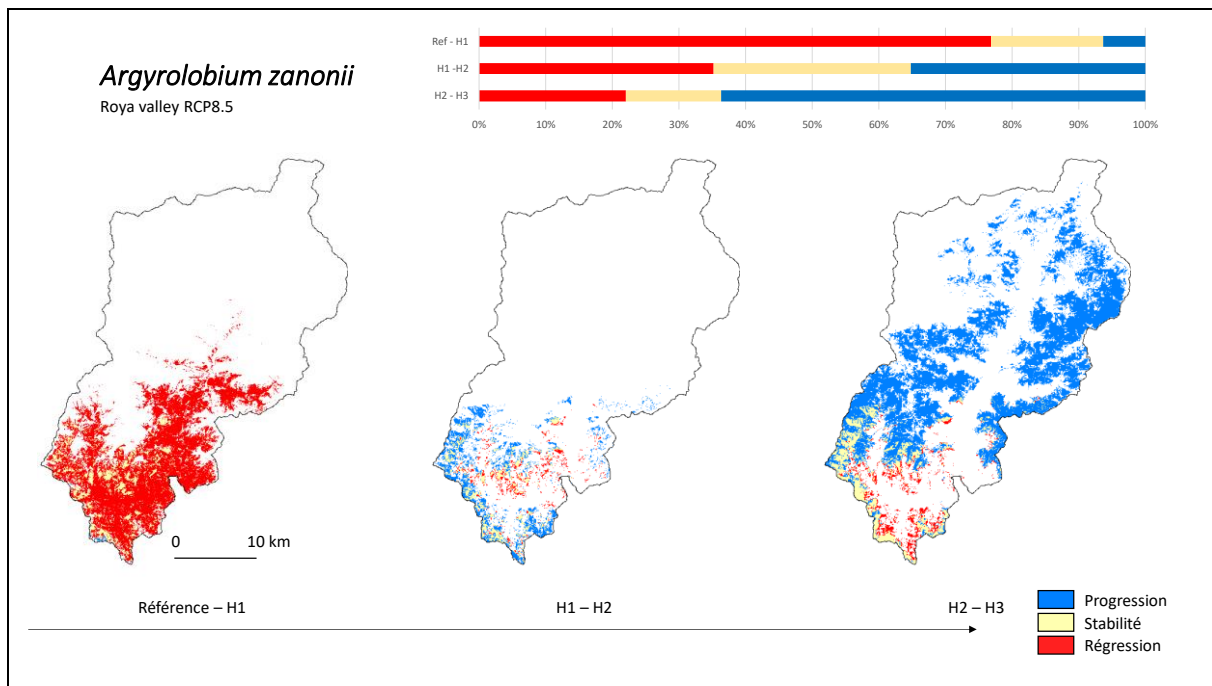 Argyrolobium zanonii
Roya valley RCP8.5
Ref - H1
H1 -H2
H2 - H3
0% 10% 20% 30% 40% 50% 60% 70% 80% 90% 100%
0 10 km
Référence – H1
H1 – H2
H2 – H3
Progression
Stabilité
Régression